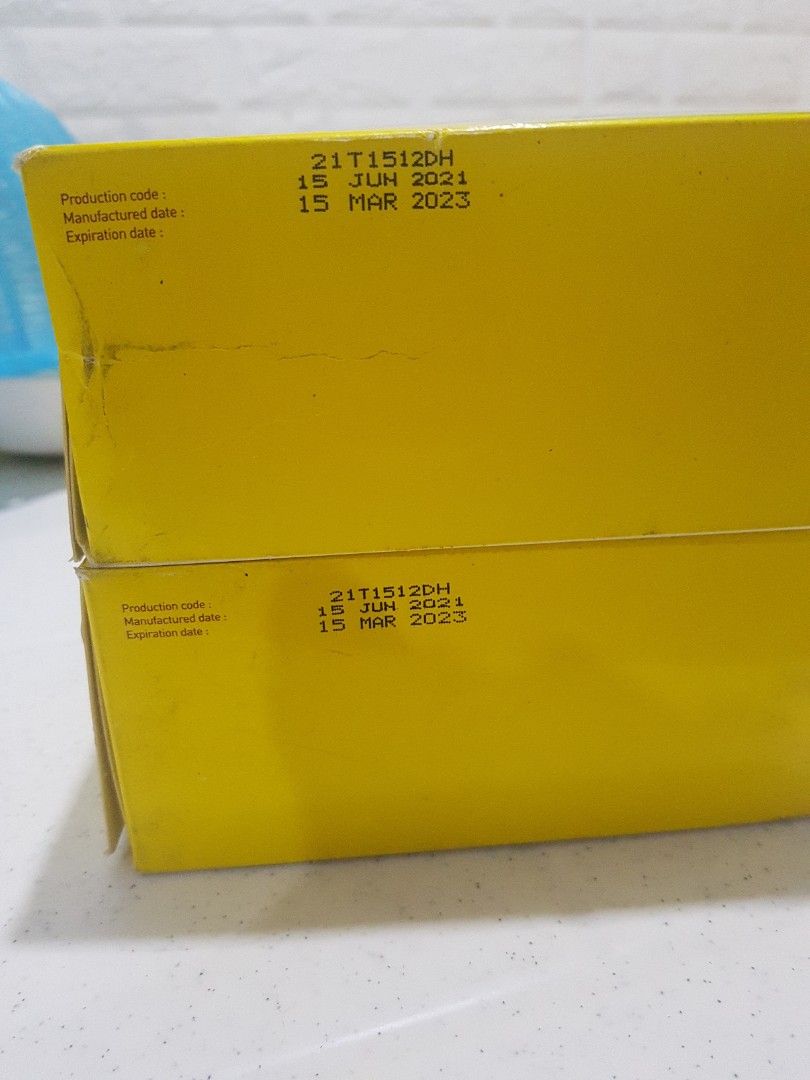 21T1512DH
15 JUN 2021
15 MAR 2023
Production code :
Manufactured date :
Expiration date :
21T1512DH
15 JUN 2021
15 MAR 2023
Production code :
Manufactured date :
Expiration date :